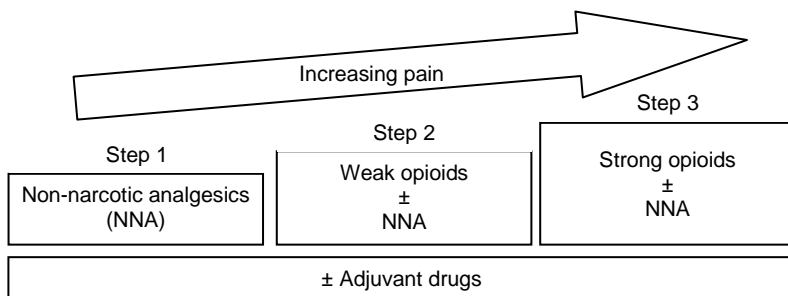 Increasing pain
Step 1
Non-narcotic analgesics
(NNA)
Step 2
Weak opioids
±
NNA
Step 3
Strong opioids
±
NNA
± Adjuvant drugs